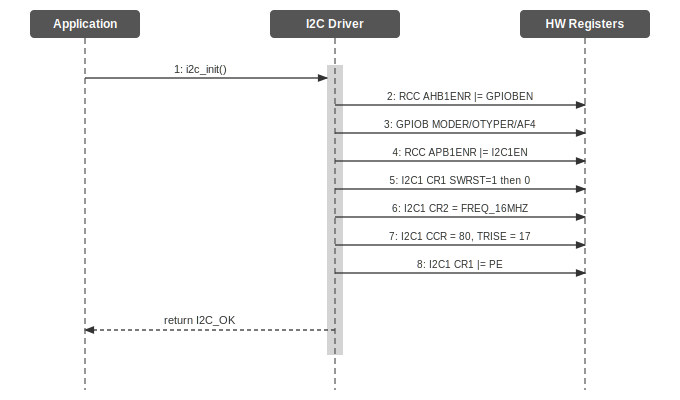 Application
I2C Driver
HW Registers
1: i2c_init()
2: RCC AHB1ENR |= GPIOBEN
3: GPIOB MODER/OTYPER/AF4
4: RCC APB1ENR |= I2C1EN
5: I2C1 CR1 SWRST=1 then 0
6: I2C1 CR2 = FREQ_16MHZ
7: I2C1 CCR = 80, TRISE = 17
8: I2C1 CR1 |= PE
return I2C_OK